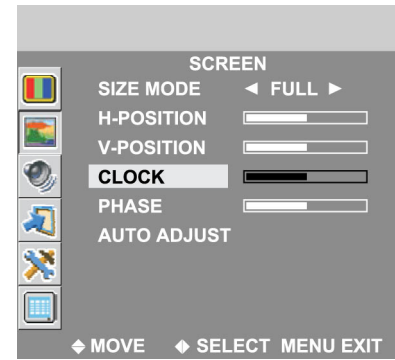 SCREEN
SIZE MODE ◄ FULL ►
H-POSITION
V-POSITION
CLOCK
PHASE
AUTO ADJUST
MOVE SELECT MENU EXIT